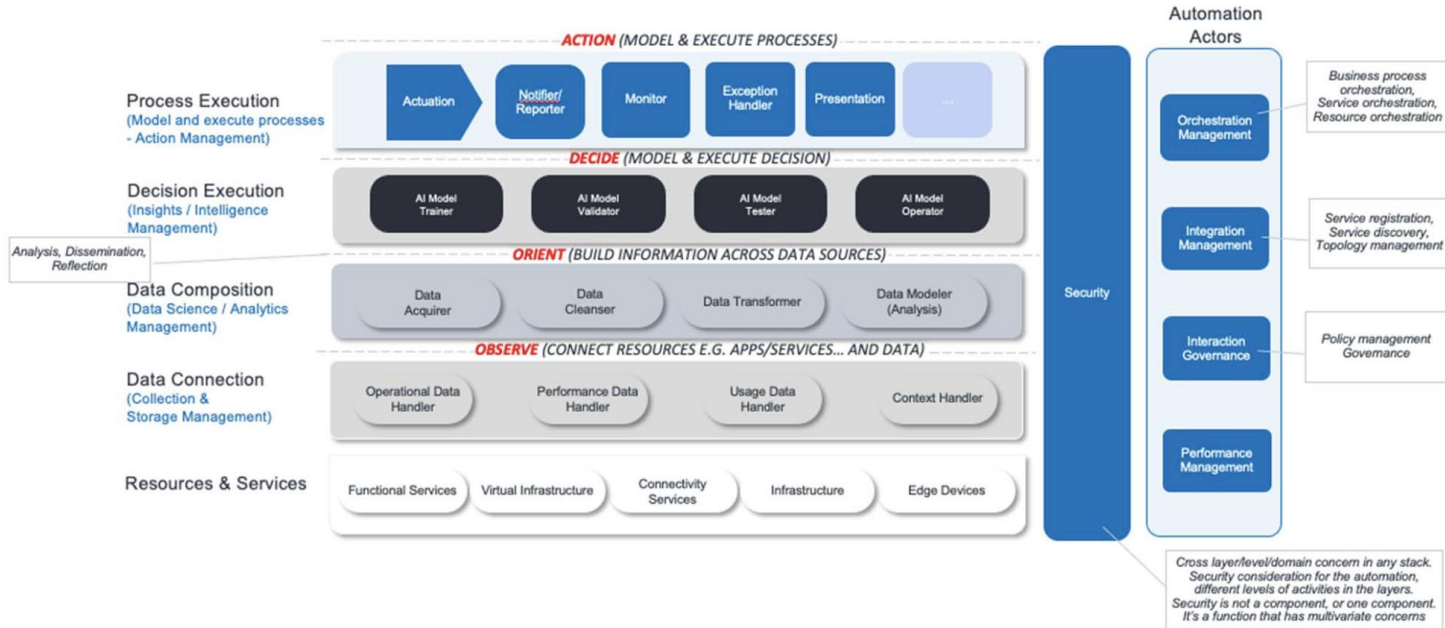 Automation
Actors
ACTION (MODEL & EXECUTE PROCESSES)
Process Execution
(Model and execute processes
- Action Management)
Actuation
Notifier/
Reporter
Monitor
Exception
Handler
Presentation
...
DECIDE (MODEL & EXECUTE DECISION)
Decision Execution
(Insights / Intelligence
Management)
AI Model
Trainer
AI Model
Validator
AI Model
Tester
AI Model
Operator
Analysis, Dissemination,
Reflection
ORIENT (BUILD INFORMATION ACROSS DATA SOURCES)
Data Composition
(Data Science / Analytics
Management)
Data
Acquirer
Data
Cleanser
Data Transformer
Data Modeler
(Analysis)
OBSERVE (CONNECT RESOURCES E.G. APPS/SERVICES... AND DATA)
Data Connection
(Collection &
Storage Management)
Operational Data
Handler
Performance Data
Handler
Usage Data
Handler
Context Handler
Resources & Services
Functional Services
Virtual Infrastructure
Connectivity
Services
Infrastructure
Edge Devices
Security
Orchestration
Management
Integration
Management
Interaction
Governance
Performance
Management
Business process
orchestration,
Service orchestration,
Resource orchestration
Service registration,
Service discovery,
Topology management
Policy management
Governance
Cross layer/level/domain concern in any stack.
Security consideration for the automation,
different levels of activities in the layers.
Security is not a component, or one component.
It's a function that has multivariate concerns